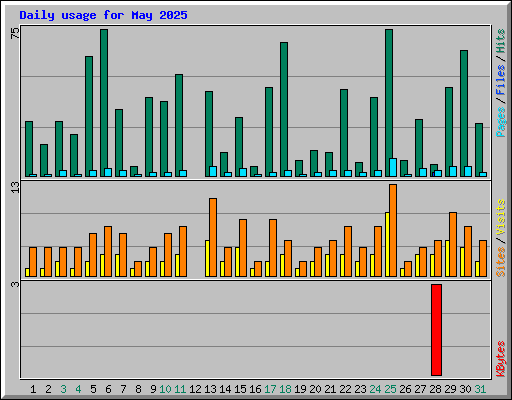 Daily usage for May 2025
75
Pages / Files / Hits
13
Sites / Visits
3
KBytes
1 2 3 4 5 6 7 8 9 10 11 12 13 14 15 16 17 18 19 20 21 22 23 24 25 26 27 28 29 30 31